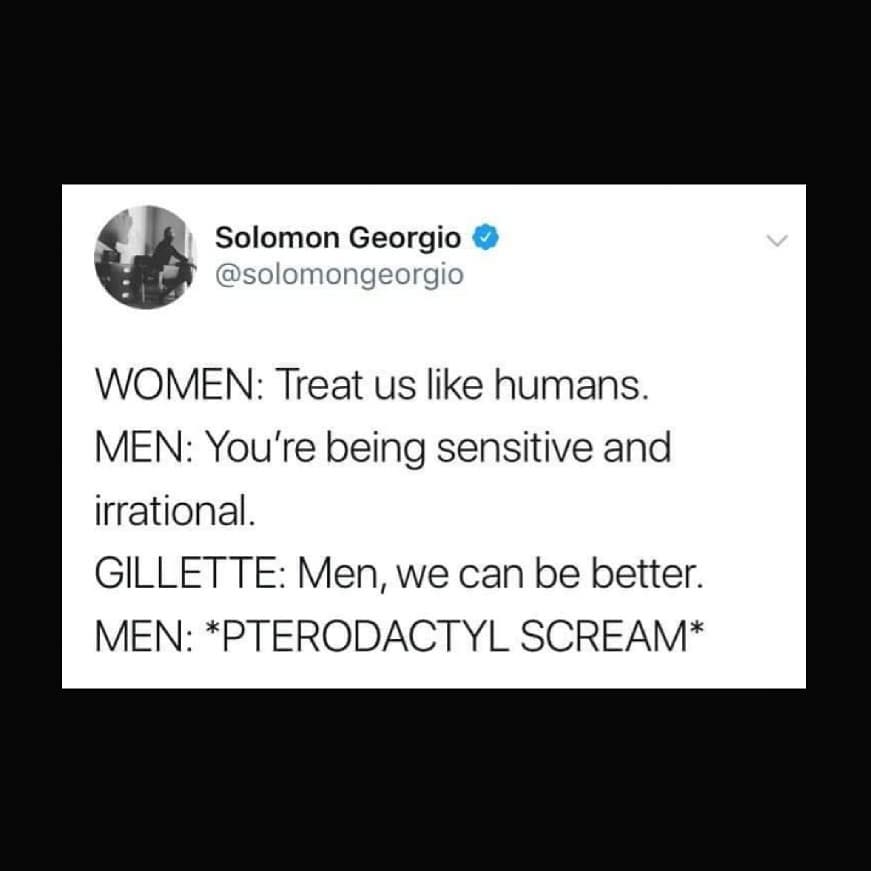 Solomon Georgio
@solomongeorgio
WOMEN: Treat us like humans.
MEN: You're being sensitive and
irrational.
GILLETTE: Men, we can be better.
MEN: *PTERODACTYL SCREAM*